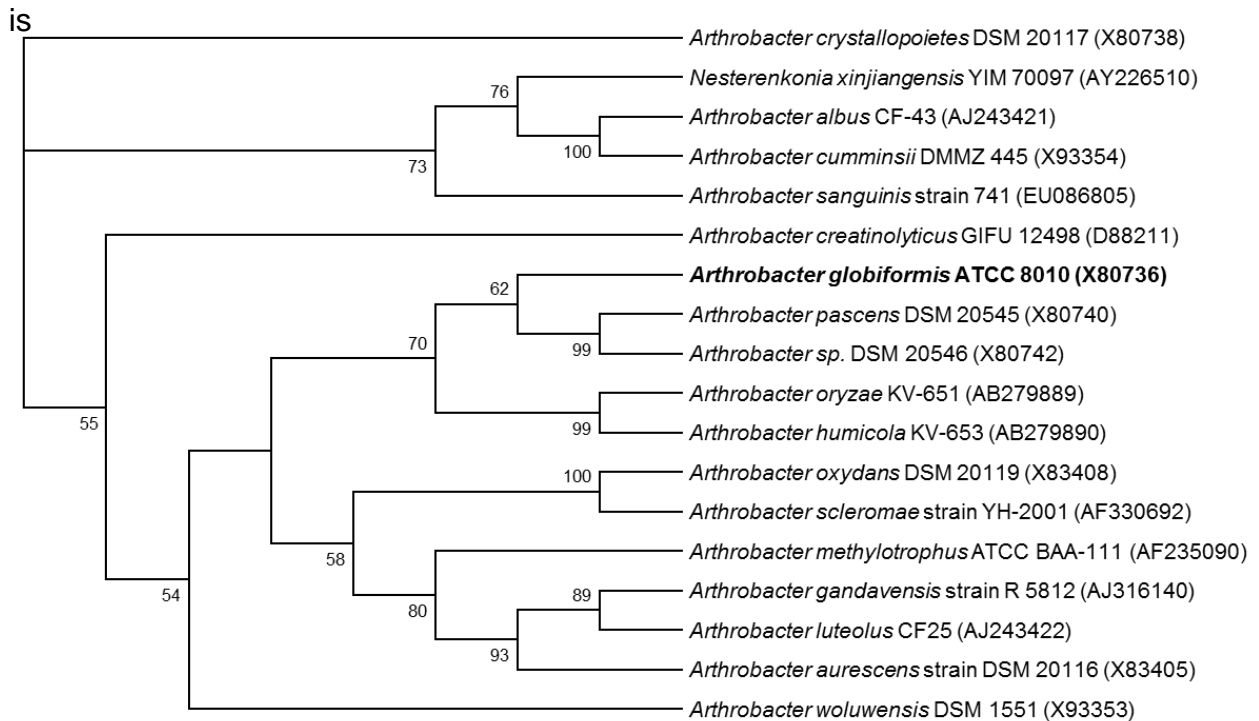 is
Arthrobacter crystallopoietes DSM 20117 (X80738)
Nesterenkonia xinjiangensis YIM 70097 (AY226510)
76
Arthrobacter albus CF-43 (AJ243421)
100
Arthrobacter cumminsii DMMZ 445 (X93354)
73
Arthrobacter sanguinis strain 741 (EU086805)
Arthrobacter creatinolyticus GIFU 12498 (D88211)
Arthrobacter globiformis ATCC 8010 (X80736)
62
Arthrobacter pascens DSM 20545 (X80740)
70
99
Arthrobacter sp. DSM 20546 (X80742)
Arthrobacter oryzae KV-651 (AB279889)
55
99
Arthrobacter humicola KV-653 (AB279890)
Arthrobacter oxydans DSM 20119 (X83408)
100
Arthrobacter scleromae strain YH-2001 (AF330692)
Arthrobacter methylotrophus ATCC BAA-111 (AF235090)
58
Arthrobacter gandavensis strain R 5812 (AJ316140)
54
80
89
Arthrobacter luteolus CF25 (AJ243422)
93
Arthrobacter aurescens strain DSM 20116 (X83405)
Arthrobacter woluwensis DSM 1551 (X93353)